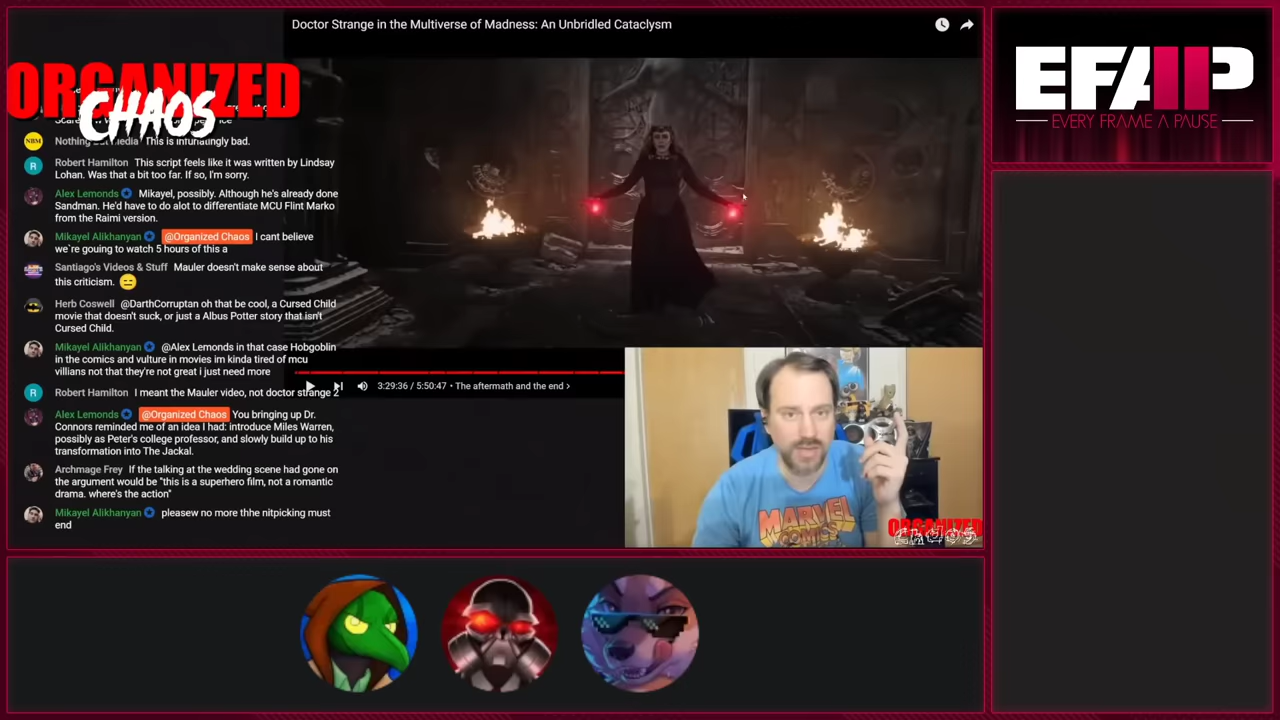 Doctor Strange in the Multiverse of Madness: An Unbridled Cataclysm
ORGANIZED
CHAOS
NBM
Nothing but media This is infuriatingly bad.
R
Robert Hamilton This script feels like it was written by Lindsay
Lohan. Was that a bit too far. If so, I'm sorry.
Alex Lemonds Mikayel, possibly. Although he's already done
Sandman. He'd have to do alot to differentiate MCU Flint Marko
from the Raimi version.
Mikayel Alikhanyan @Organized Chaos I cant believe
we`re gouing to watch 5 hours of this a
Santiago's Videos & Stuff Mauler doesn't make sense about
this criticism.
Herb Coswell @DarthCorruptan oh that be cool, a Cursed Child
movie that doesn't suck, or just a Albus Potter story that isn't
Cursed Child.
Mikayel Alikhanyan @Alex Lemonds in that case Hobgoblin
in the comics and vulture in movies im kinda tired of mcu
villians not that they're not great i just need more
R
Robert Hamilton I meant the Mauler video, not doctor strange 2
Alex Lemonds @Organized Chaos You bringing up Dr.
Connors reminded me of an idea I had: introduce Miles Warren,
possibly as Peter's college professor, and slowly build up to his
transformation into The Jackal.
Archmage Frey If the talking at the wedding scene had gone on
the argument would be "this is a superhero film, not a romantic
drama. where's the action"
Mikayel Alikhanyan pleasew no more thhe nitpicking must
end
3:29:36 / 5:50:47 • The aftermath and the end >
MARVEL
COMICS
ORGANIZED
CHAOS
EFAP
EVERY FRAME A PAUSE